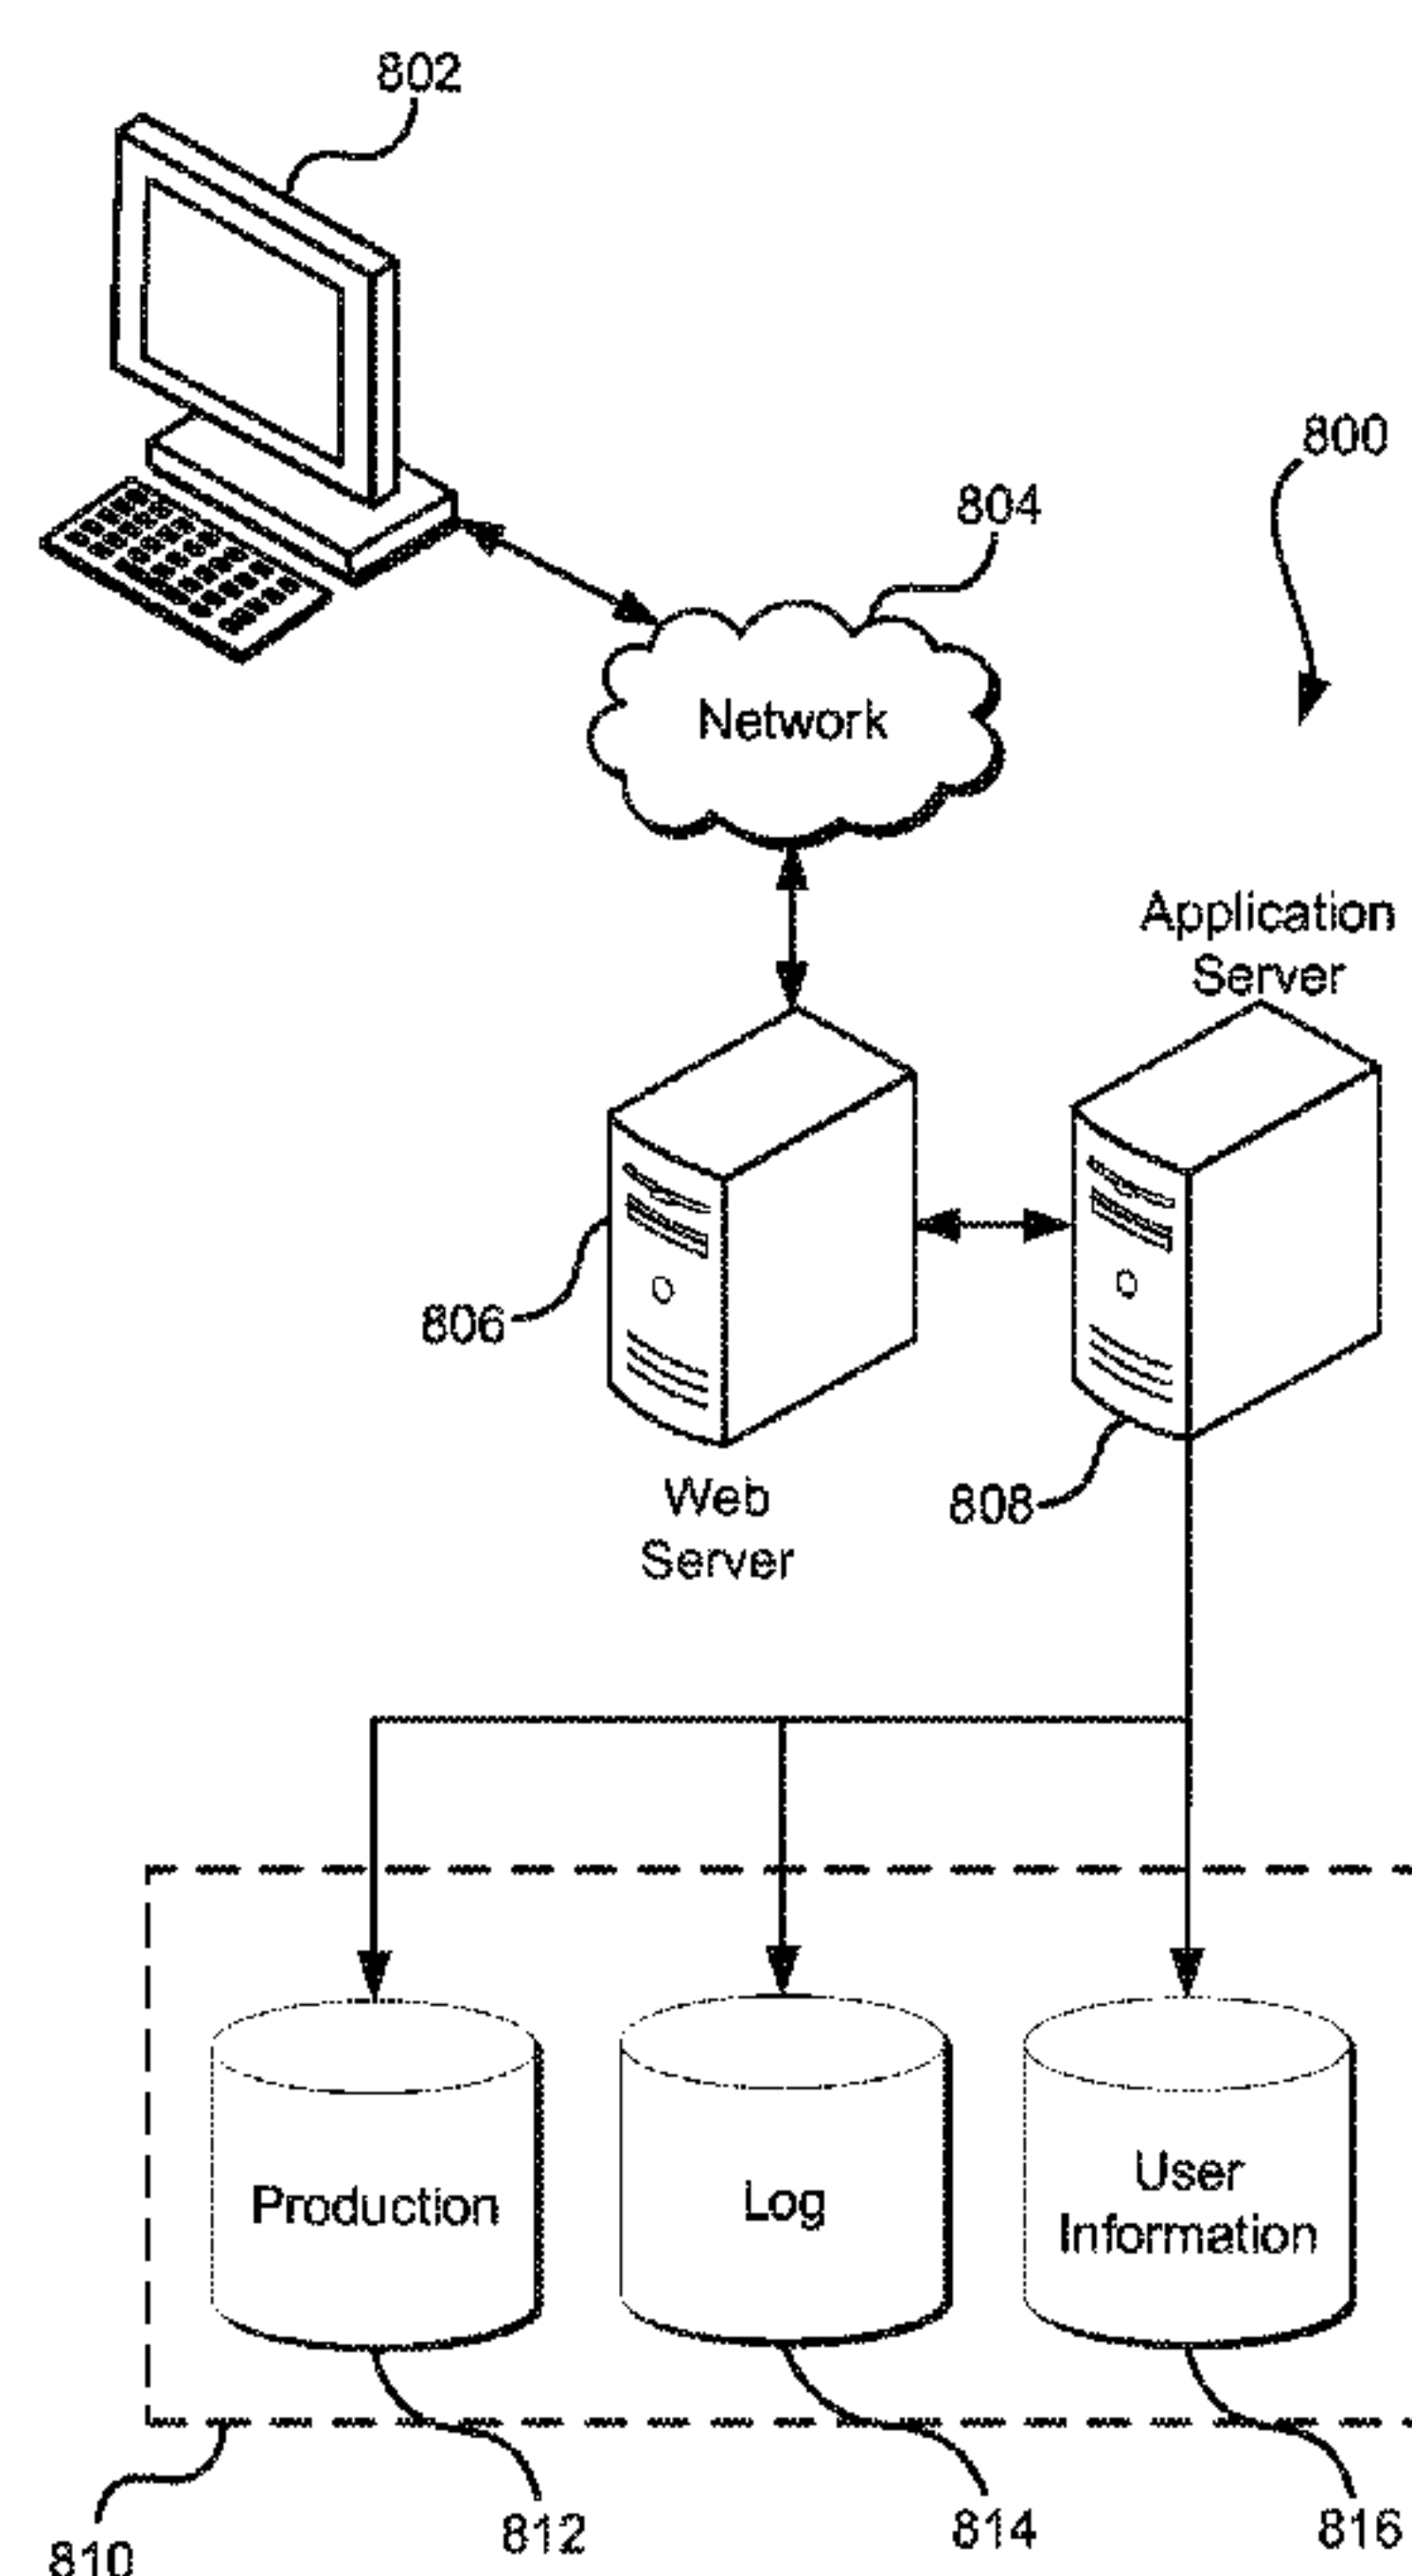 802
800
804
Network
Application
Server
806
808
Web
Server
Production
Log
User
Information
810
812
814
816